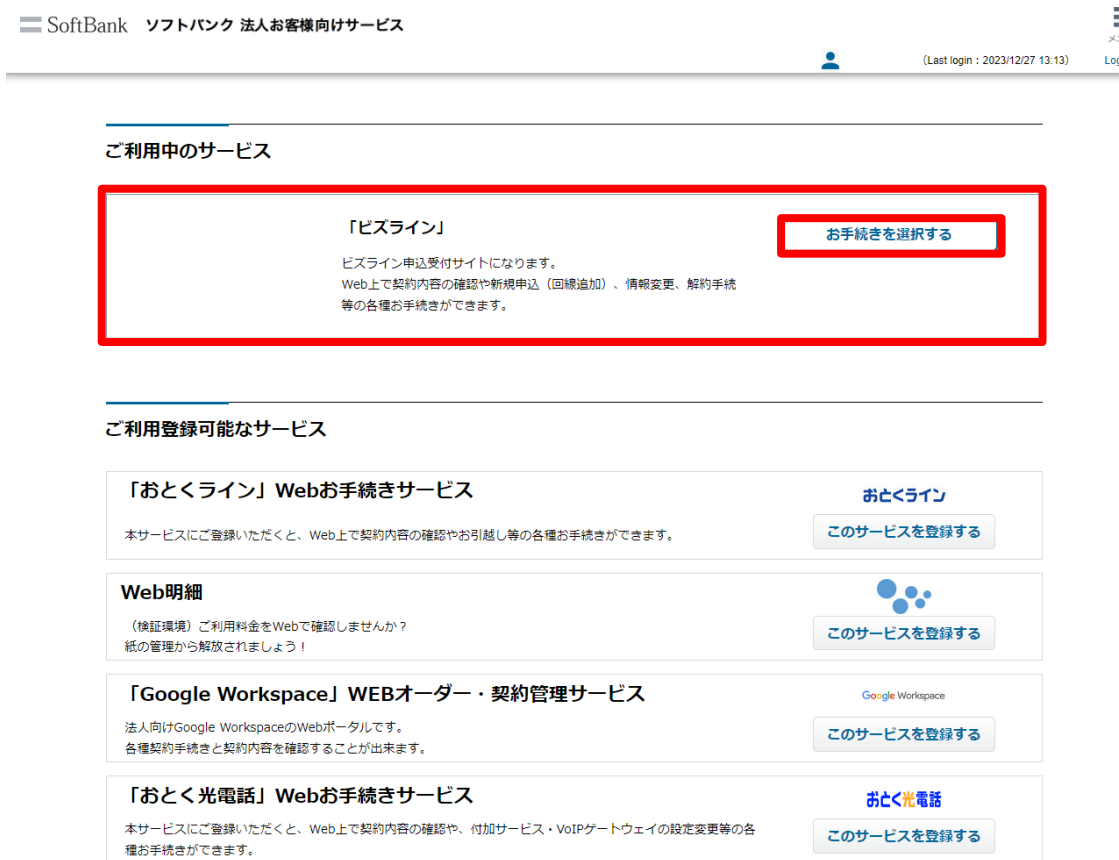 SoftBank ソフトバンク 法人お客様向けサービス
(Last login : 2023/12/27 13:13)
ご利用中のサービス
「ビズライン」
お手続きを選択する
ビズライン申込受付サイトになります。
Web上で契約内容の確認や新規申込（回線追加）、情報変更、解約手続
等の各種お手続きができます。
ご利用登録可能なサービス
「おとくライン」Webお手続きサービス
おとくライン
本サービスにご登録いただくと、Web上で契約内容の確認やお引越し等の各種お手続きができます。
このサービスを登録する
Web明細
（検証環境）ご利用料金をWebで確認しませんか？
紙の管理から解放されましょう！
このサービスを登録する
「Google Workspace」WEBオーダー・契約管理サービス
Google Workspace
法人向けGoogle WorkspaceのWebポータルです。
各種契約手続きと契約内容を確認することが出来ます。
このサービスを登録する
「おとく光電話」Webお手続きサービス
おとく光電話
本サービスにご登録いただくと、Web上で契約内容の確認や、付加サービス・VoIPゲートウェイの設定変更等の各
種お手続きができます。
このサービスを登録する